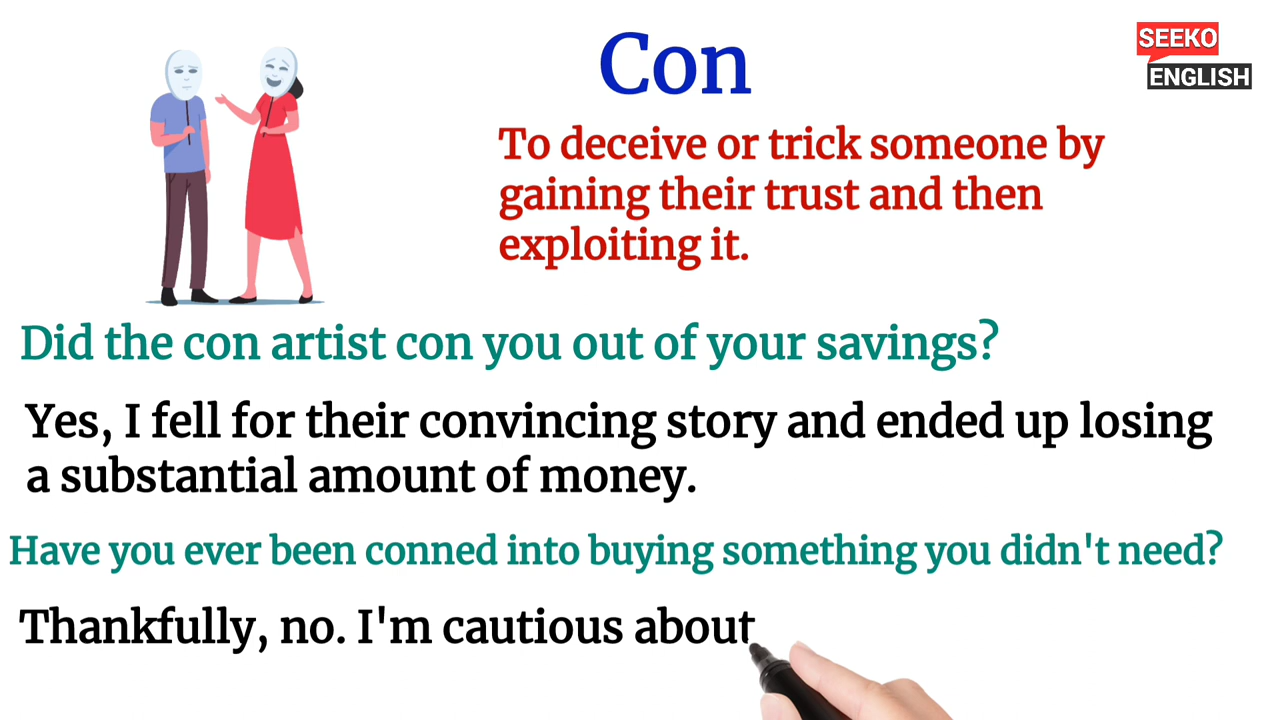 Con
SEEKO
ENGLISH
To deceive or trick someone by
gaining their trust and then
exploiting it.
Did the con artist con you out of your savings?
Yes, I fell for their convincing story and ended up losing
a substantial amount of money.
Have you ever been conned into buying something you didn't need?
Thankfully, no. I'm cautious about